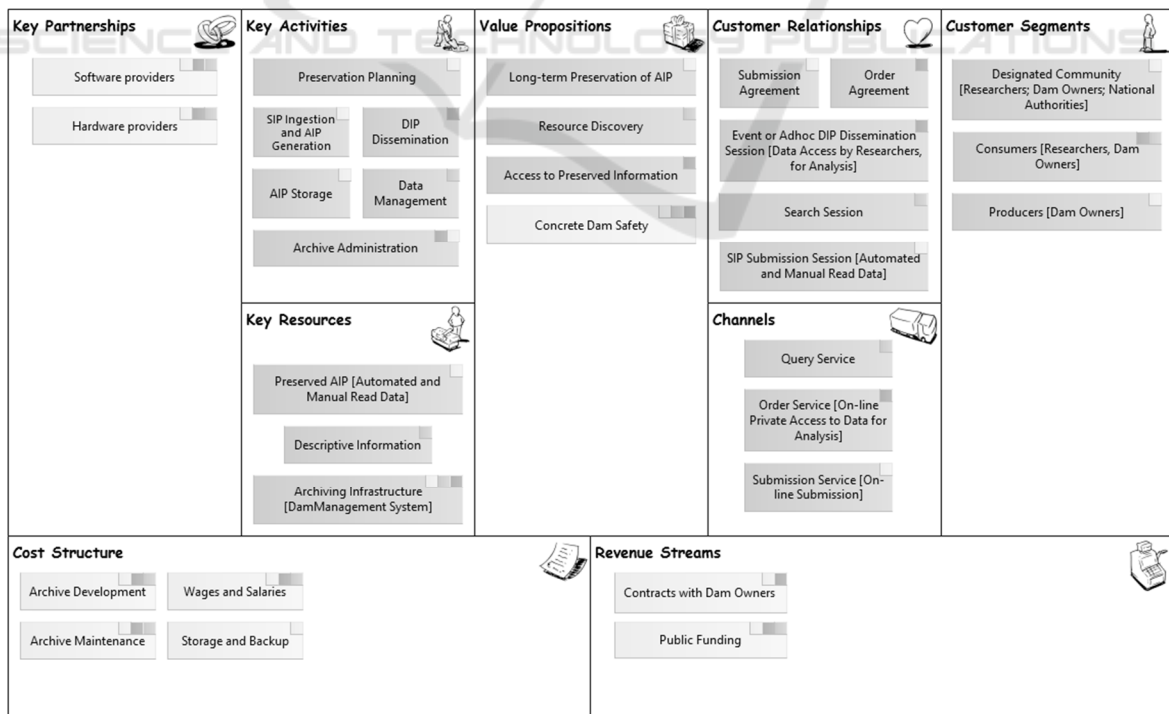 SCIENCE AND TECHNOLOGY PUBLICATIONS
Key Partnerships
Software providers
Hardware providers
Key Activities
Preservation Planning
SIP Ingestion
and AIP
Generation
DIP
Dissemination
AIP Storage
Data
Management
Archive Administration
Key Resources
Preserved AIP [Automated and
Manual Read Data]
Descriptive Information
Archiving Infrastructure
[DamManagement System]
Value Propositions
Long-term Preservation of AIP
Resource Discovery
Access to Preserved Information
Concrete Dam Safety
Customer Relationships
Submission
Agreement
Order
Agreement
Event or Adhoc DIP Dissemination
Session [Data Access by Researchers,
for Analysis]
Search Session
SIP Submission Session [Automated
and Manual Read Data]
Channels
Query Service
Order Service [On-line
Private Access to Data for
Analysis]
Submission Service [On-
line Submission]
Customer Segments
Designated Community
[Researchers; Dam Owners; National
Authorities]
Consumers [Researchers, Dam
Owners]
Producers [Dam Owners]
Cost Structure
Archive Development
Wages and Salaries
Archive Maintenance
Storage and Backup
Revenue Streams
Contracts with Dam Owners
Public Funding